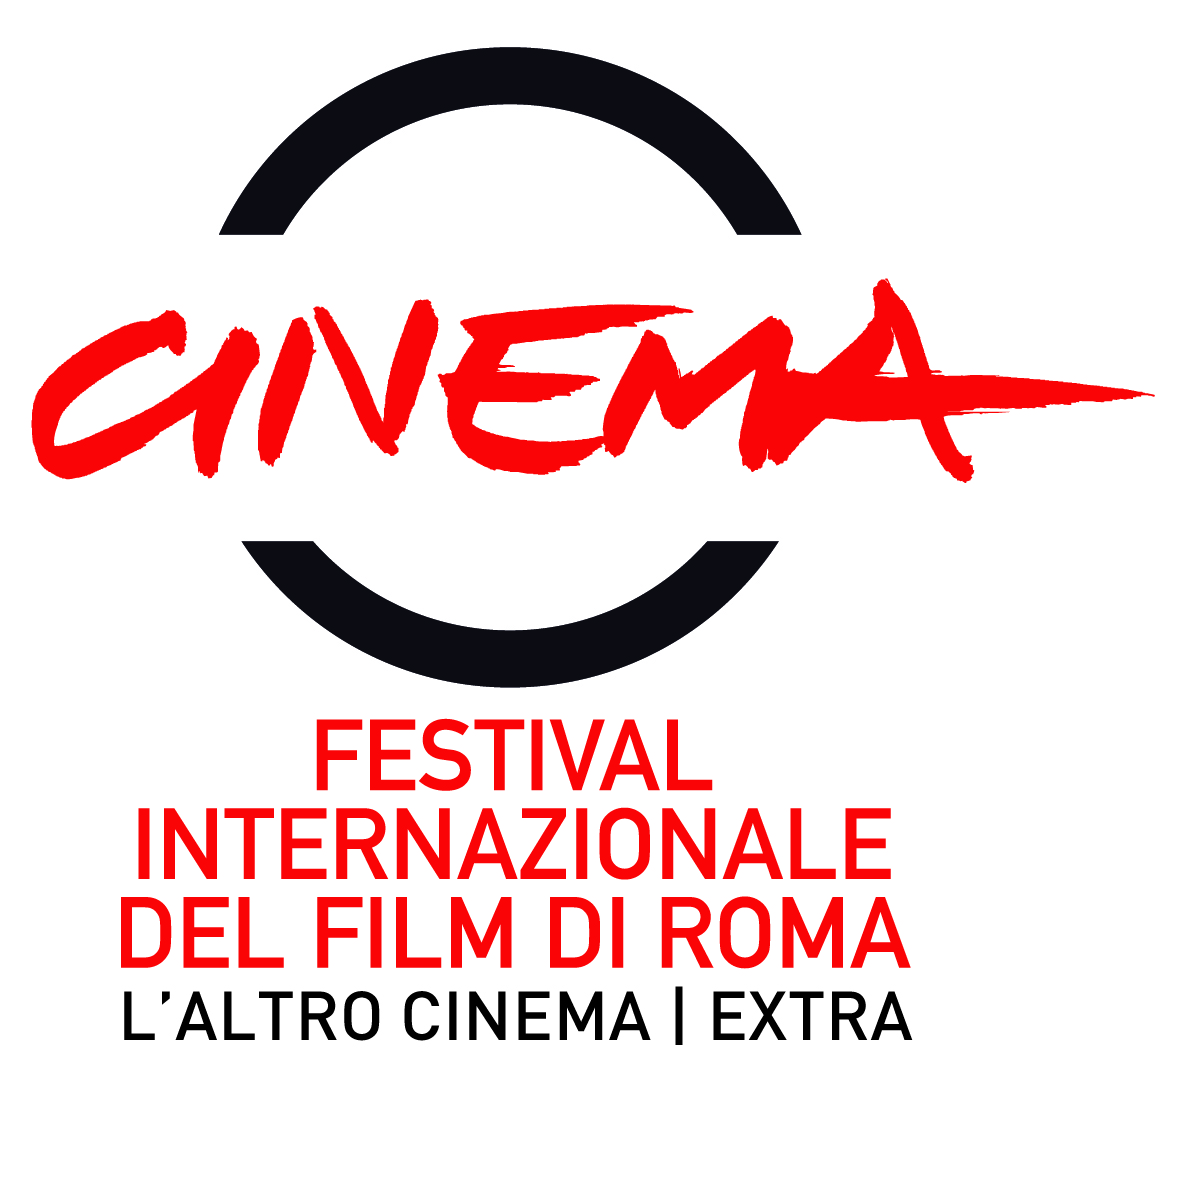 CINEMA
FESTIVAL
INTERNAZIONALE
DEL FILM DI ROMA
L'ALTRO CINEMA | EXTRA